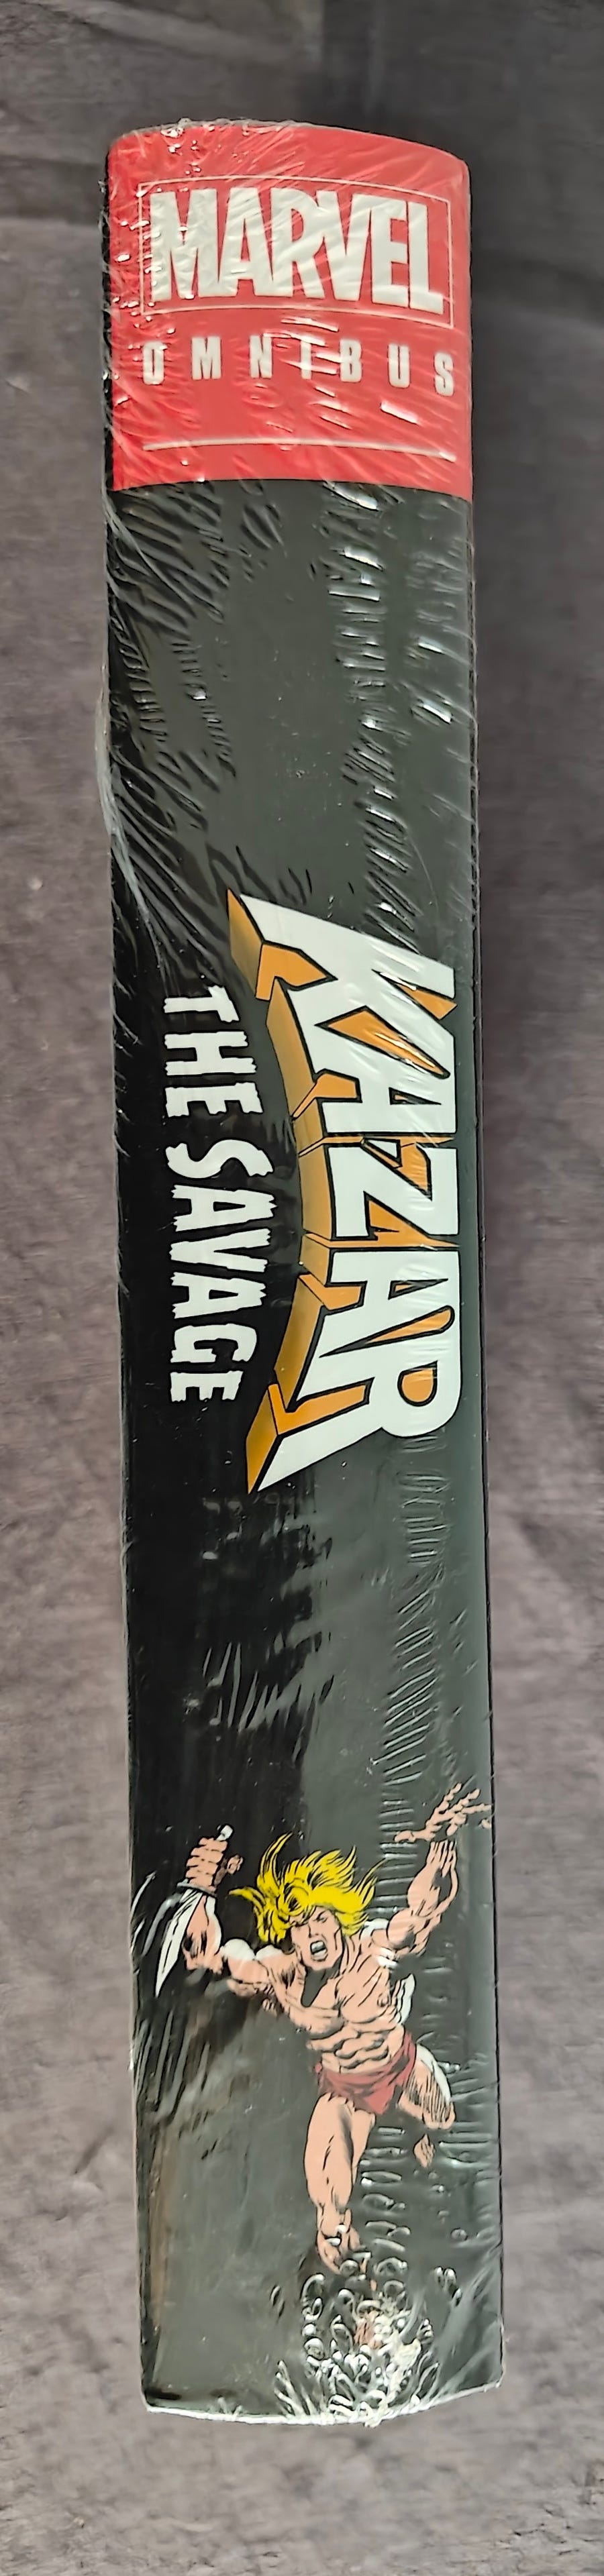 MARVEL
OMNIBUS
KAZAR
THE SAVAGE